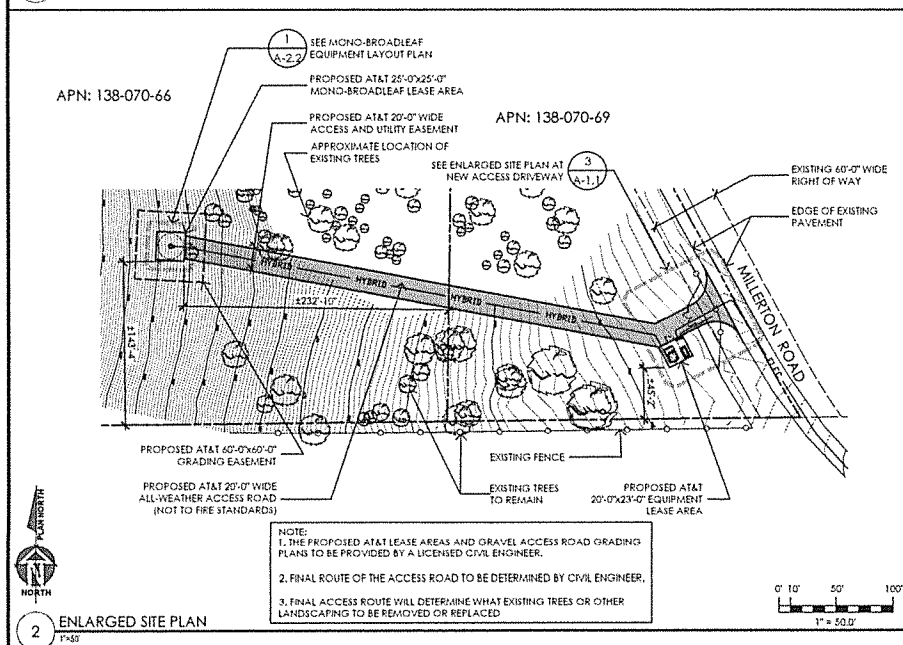 1
A-2.2
SEE MONO-BROADLEAF
EQUIPMENT LAYOUT PLAN
APN: 138-070-66
PROPOSED AT&T 25'-0"x25'-0"
MONO-BROADLEAF LEASE AREA
PROPOSED AT&T 20'-0" WIDE
ACCESS AND UTILITY EASEMENT
APN: 138-070-69
APPROXIMATE LOCATION OF
EXISTING TREES
SEE ENLARGED SITE PLAN AT
NEW ACCESS DRIVEWAY
3
A-1.1
EXISTING 60'-0" WIDE
RIGHT OF WAY
EDGE OF EXISTING
PAVEMENT
HYBRID
HYBRID
HYBRID
HYBRID
±232'-10"
±143'-4
MILLERTON ROAD
ELEC
±45'-2"
PROPOSED AT&T 60'-0"x60'-0"
GRADING EASEMENT
PROPOSED AT&T 20'-0" WIDE
ALL-WEATHER ACCESS ROAD
(NOT TO FIRE STANDARDS)
EXISTING FENCE
EXISTING TREES
TO REMAIN
PROPOSED AT&T
20'-0"x23'-0" EQUIPMENT
LEASE AREA
NOTE:
1. THE PROPOSED AT&T LEASE AREAS AND GRAVEL ACCESS ROAD GRADING
PLANS TO BE PROVIDED BY A LICENSED CIVIL ENGINEER.
2. FINAL ROUTE OF THE ACCESS ROAD TO BE DETERMINED BY CIVIL ENGINEER,
3. FINAL ACCESS ROUTE WILL DETERMINE WHAT EXISTING TREES OR OTHER
LANDSCAPING TO BE REMOVED OR REPLACED
PLAN NORTH
NORTH
2
ENLARGED SITE PLAN
1"=50'
0' 10' 50' 100'
1" = 50.0'